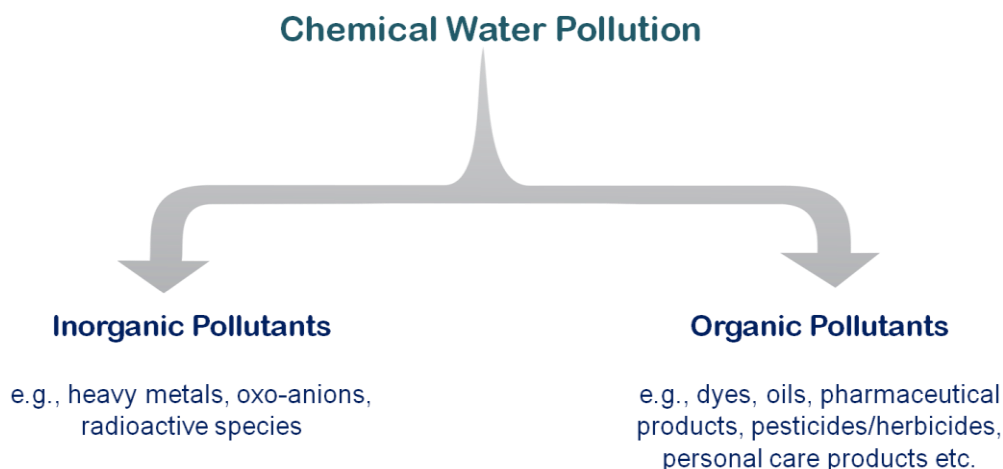 Chemical Water Pollution
Inorganic Pollutants
e.g., heavy metals, oxo-anions,
radioactive species
Organic Pollutants
e.g., dyes, oils, pharmaceutical
products, pesticides/herbicides,
personal care products etc.